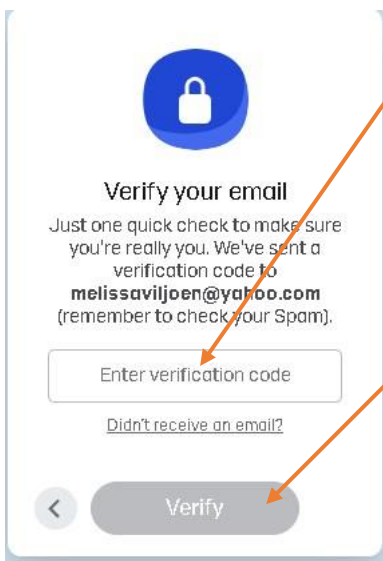 Verify your email
Just one quick check to make sure
you're really you. We've sent a
verification code to
melissaviljoen@yahoo.com
(remember to check your Spam).
Enter verification code
Didn't receive an email?
Verify